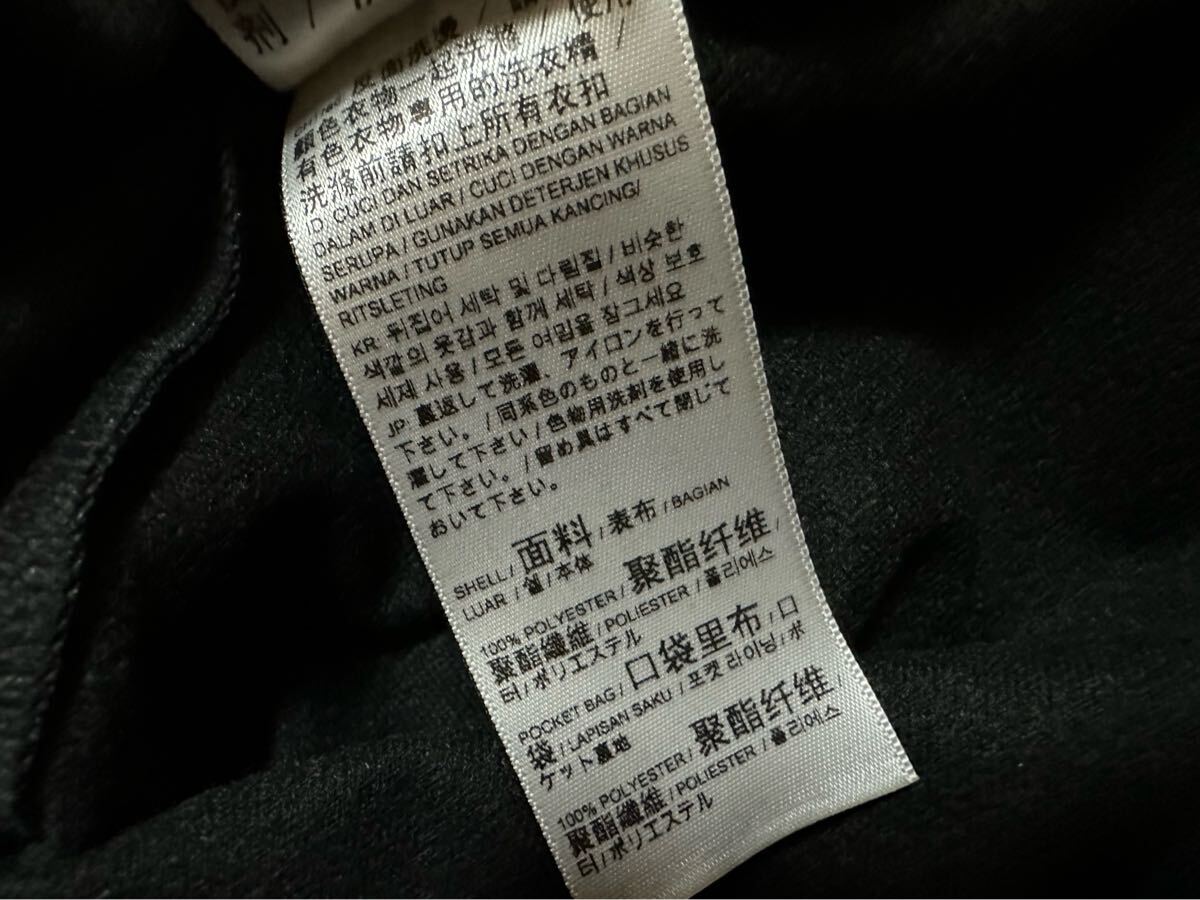 剂 /
反面洗燙 / 請
顏色衣物一起洗滌 / 使用
有色衣物專用的洗衣精 /
洗滌前請扣上所有衣扣
ID. CUCI DAN SETRIKA DENGAN BAGIAN
DALAM DI LUAR / CUCI DENGAN WARNA
SERUPA / GUNAKAN DETERJEN KHUSUS
WARNA / TUTUP SEMUA KANCING/
RITSLETING
KR. 뒤집어 세탁 및 다림질 / 비슷한
색깔의 옷감과 함께 세탁 / 색상 보호
세제 사용 / 모든 여밈을 잠그세요
JP. 裏返して洗濯、アイロンを行って
下さい。/同系色のものと一緒に洗
濯して下さい/色物用洗剤を使用し
て下さい。/留め具はすべて閉じて
おいて下さい。
SHELL / 面料 / 表布 / BAGIAN
LUAR / 쉘 / 本体
100% POLYESTER / 聚酯纤维 /
聚酯纖維 / POLIESTER / 폴리에스
터 / ポリエステル
POCKET BAG / 口袋里布 / 口
袋 / LAPISAN SAKU / 포켓 라이닝 / ポ
ケット裏地
100% POLYESTER / 聚酯纤维 /
聚酯纖維 / POLIESTER / 폴리에스
터 / ポリエステル